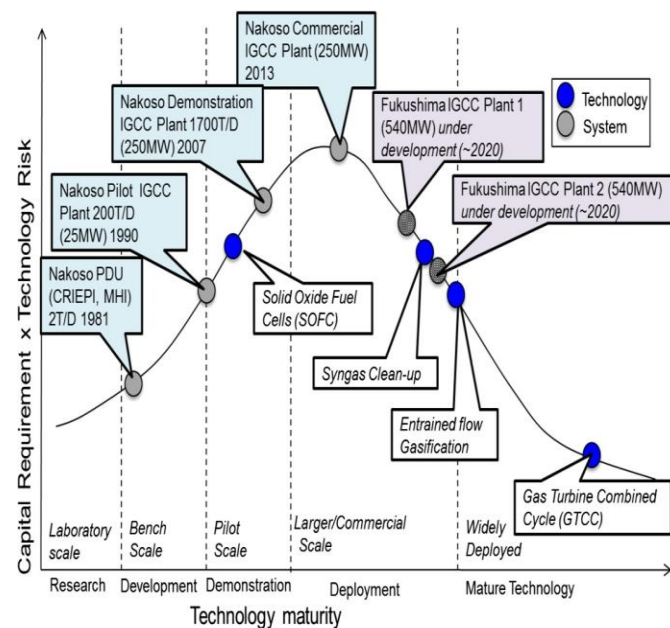 Nakoso Commercial
IGCC Plant (250MW)
2013
Technology
System
Nakoso Demonstration
IGCC Plant 1700T/D
(250MW) 2007
Fukushima IGCC Plant 1
(540MW) under
development (~2020)
Nakoso Pilot IGCC
Plant 200T/D
(25MW) 1990
Fukushima IGCC Plant 2 (540MW)
under development (~2020)
Nakoso PDU
(CRIEPI, MHI)
2T/D 1981
Solid Oxide Fuel
Cells (SOFC)
Syngas Clean-up
Entrained flow
Gasification
Gas Turbine Combined
Cycle (GTCC)
Capital Requirement x Technology Risk
Laboratory
scale
Bench
Scale
Pilot
Scale
Larger/Commercial
Scale
Widely
Deployed
Research
Development
Demonstration
Deployment
Mature Technology
Technology maturity